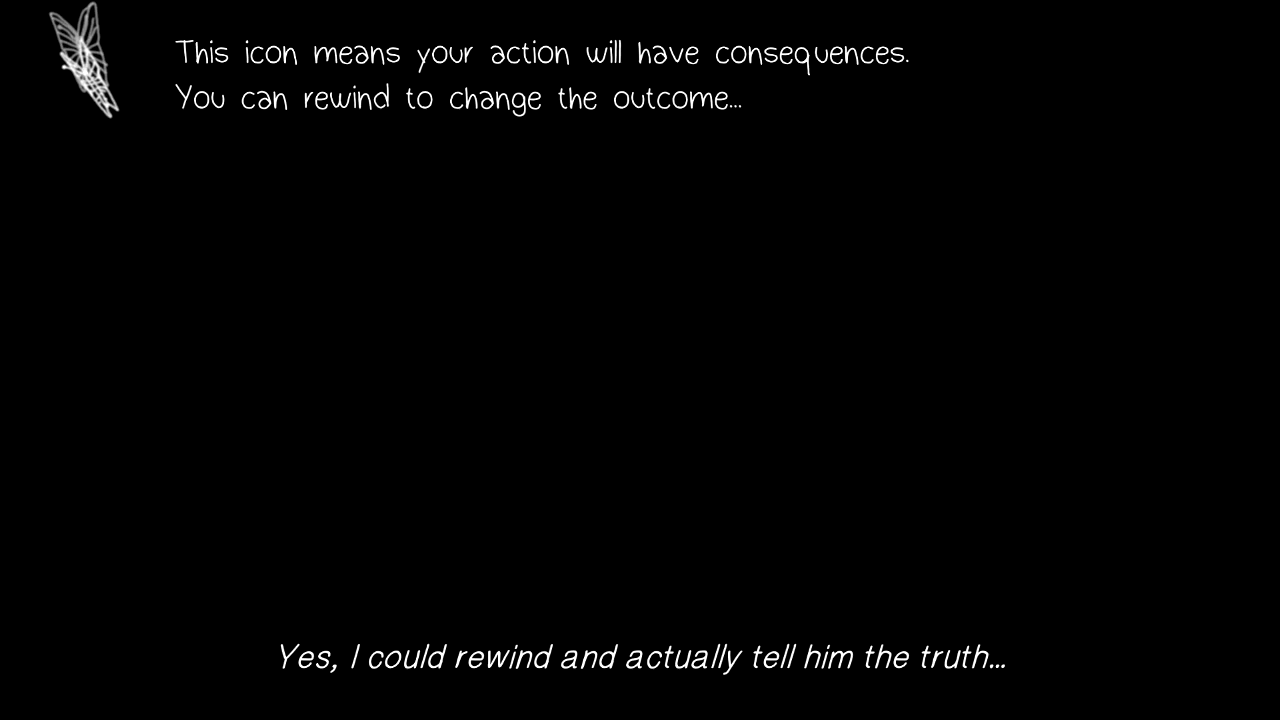 This icon means your action will have consequences.
You can rewind to change the outcome...
Yes, I could rewind and actually tell him the truth...